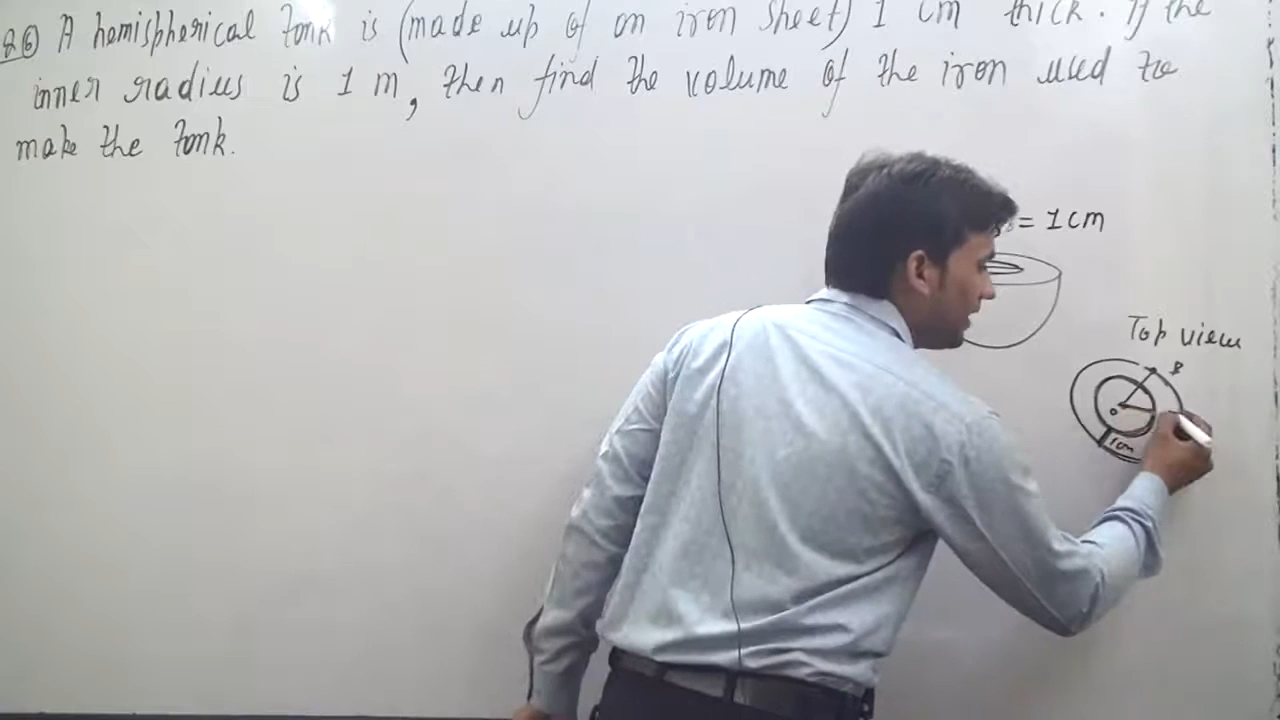 Q6 A hemispherical tank is (made up of an iron sheet) 1 cm thick. If the
inner radius is 1 m, then find the volume of the iron used to
make the tank.
= 1cm
Top view
B
O
1cm